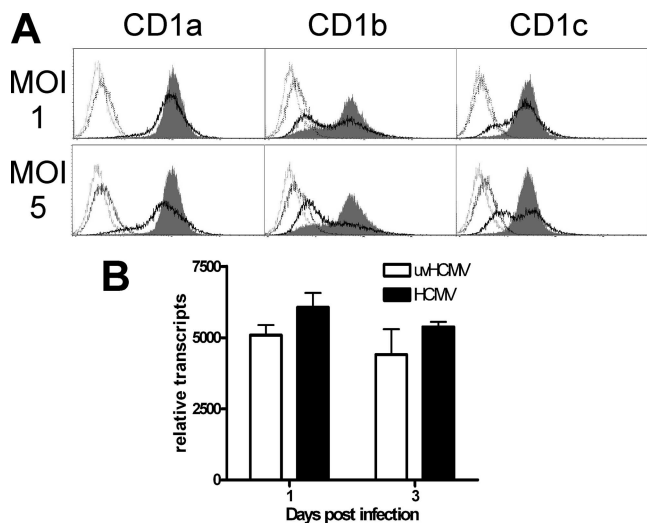 A
CD1a CD1b CD1c
MOI
1
MOI
5
B
7500
5000
2500
0
relative transcripts
uvHCMV
HCMV
1 3
Days post infection